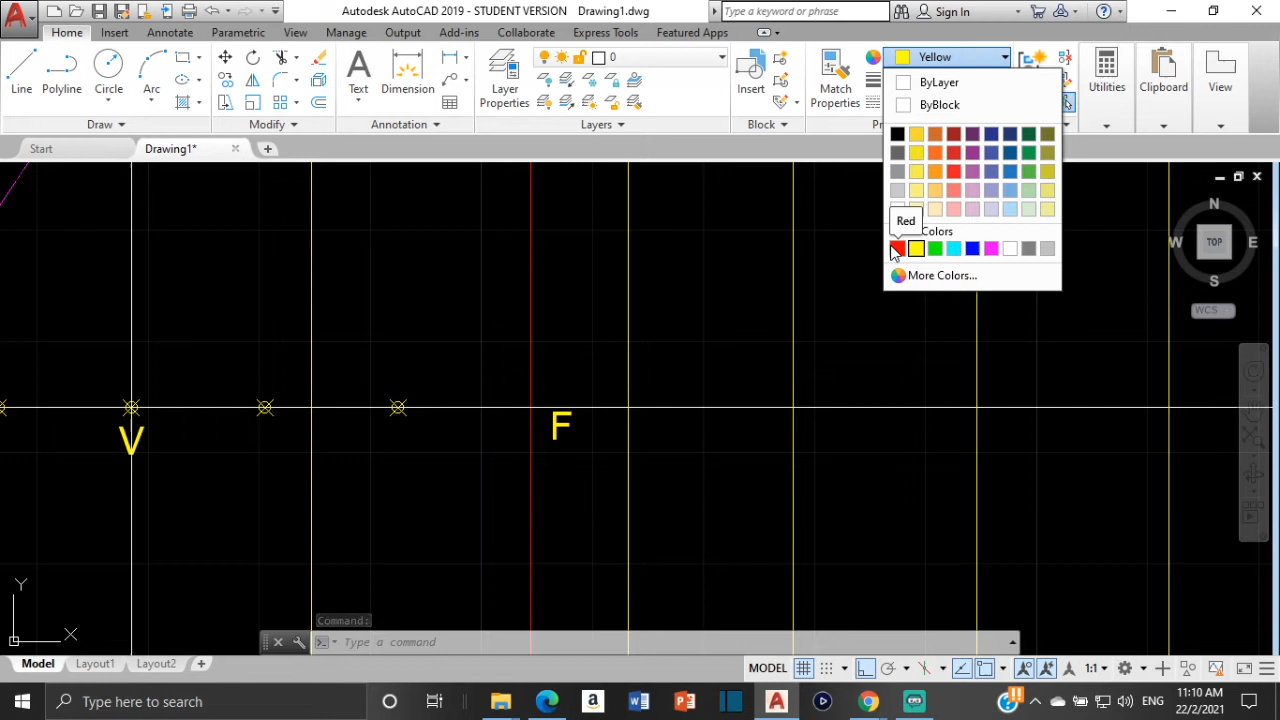 Autodesk AutoCAD 2019 - STUDENT VERSION Drawing1.dwg
Type a keyword or phrase
Sign In
Home Insert Annotate Parametric View Manage Output Add-ins Collaborate Express Tools Featured Apps
Line Polyline Circle Arc
Text Dimension
Layer Properties
0
Insert
Match Properties
Yellow
Utilities Clipboard View
Draw Modify Annotation Layers Block Pr
ByLayer
ByBlock
Red
Colors
More Colors...
Start Drawing1*
N
W TOP E
S
WCS
V
F
Y
X
Command:
Type a command
Model Layout1 Layout2
MODEL 1:1
Type here to search
ENG
11:10 AM
22/2/2021